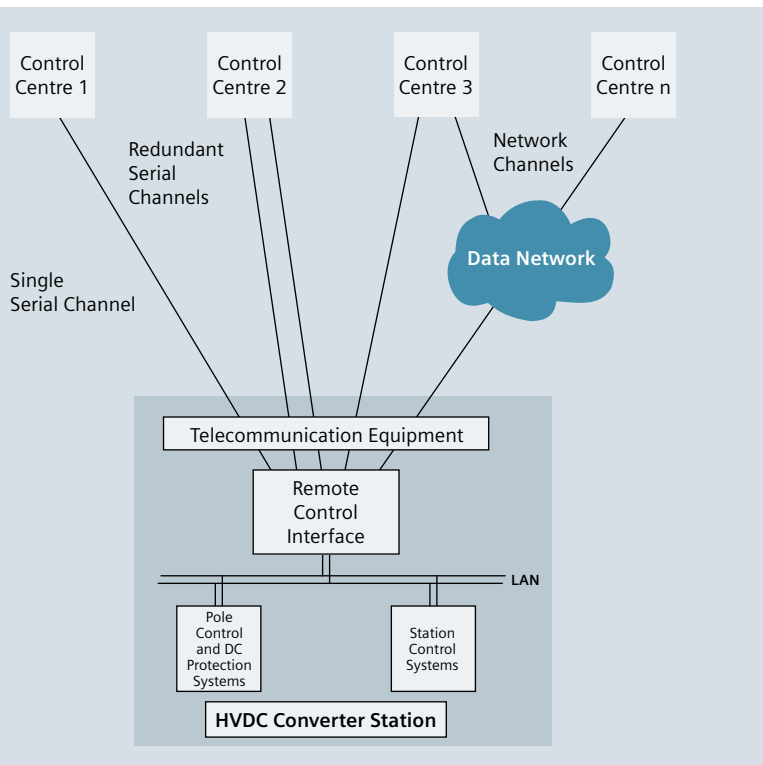 Control
Centre 1
Control
Centre 2
Control
Centre 3
Control
Centre n
Redundant
Serial
Channels
Network
Channels
Single
Serial Channel
Data Network
Telecommunication Equipment
Remote
Control
Interface
LAN
Pole
Control
and DC
Protection
Systems
Station
Control
Systems
HVDC Converter Station